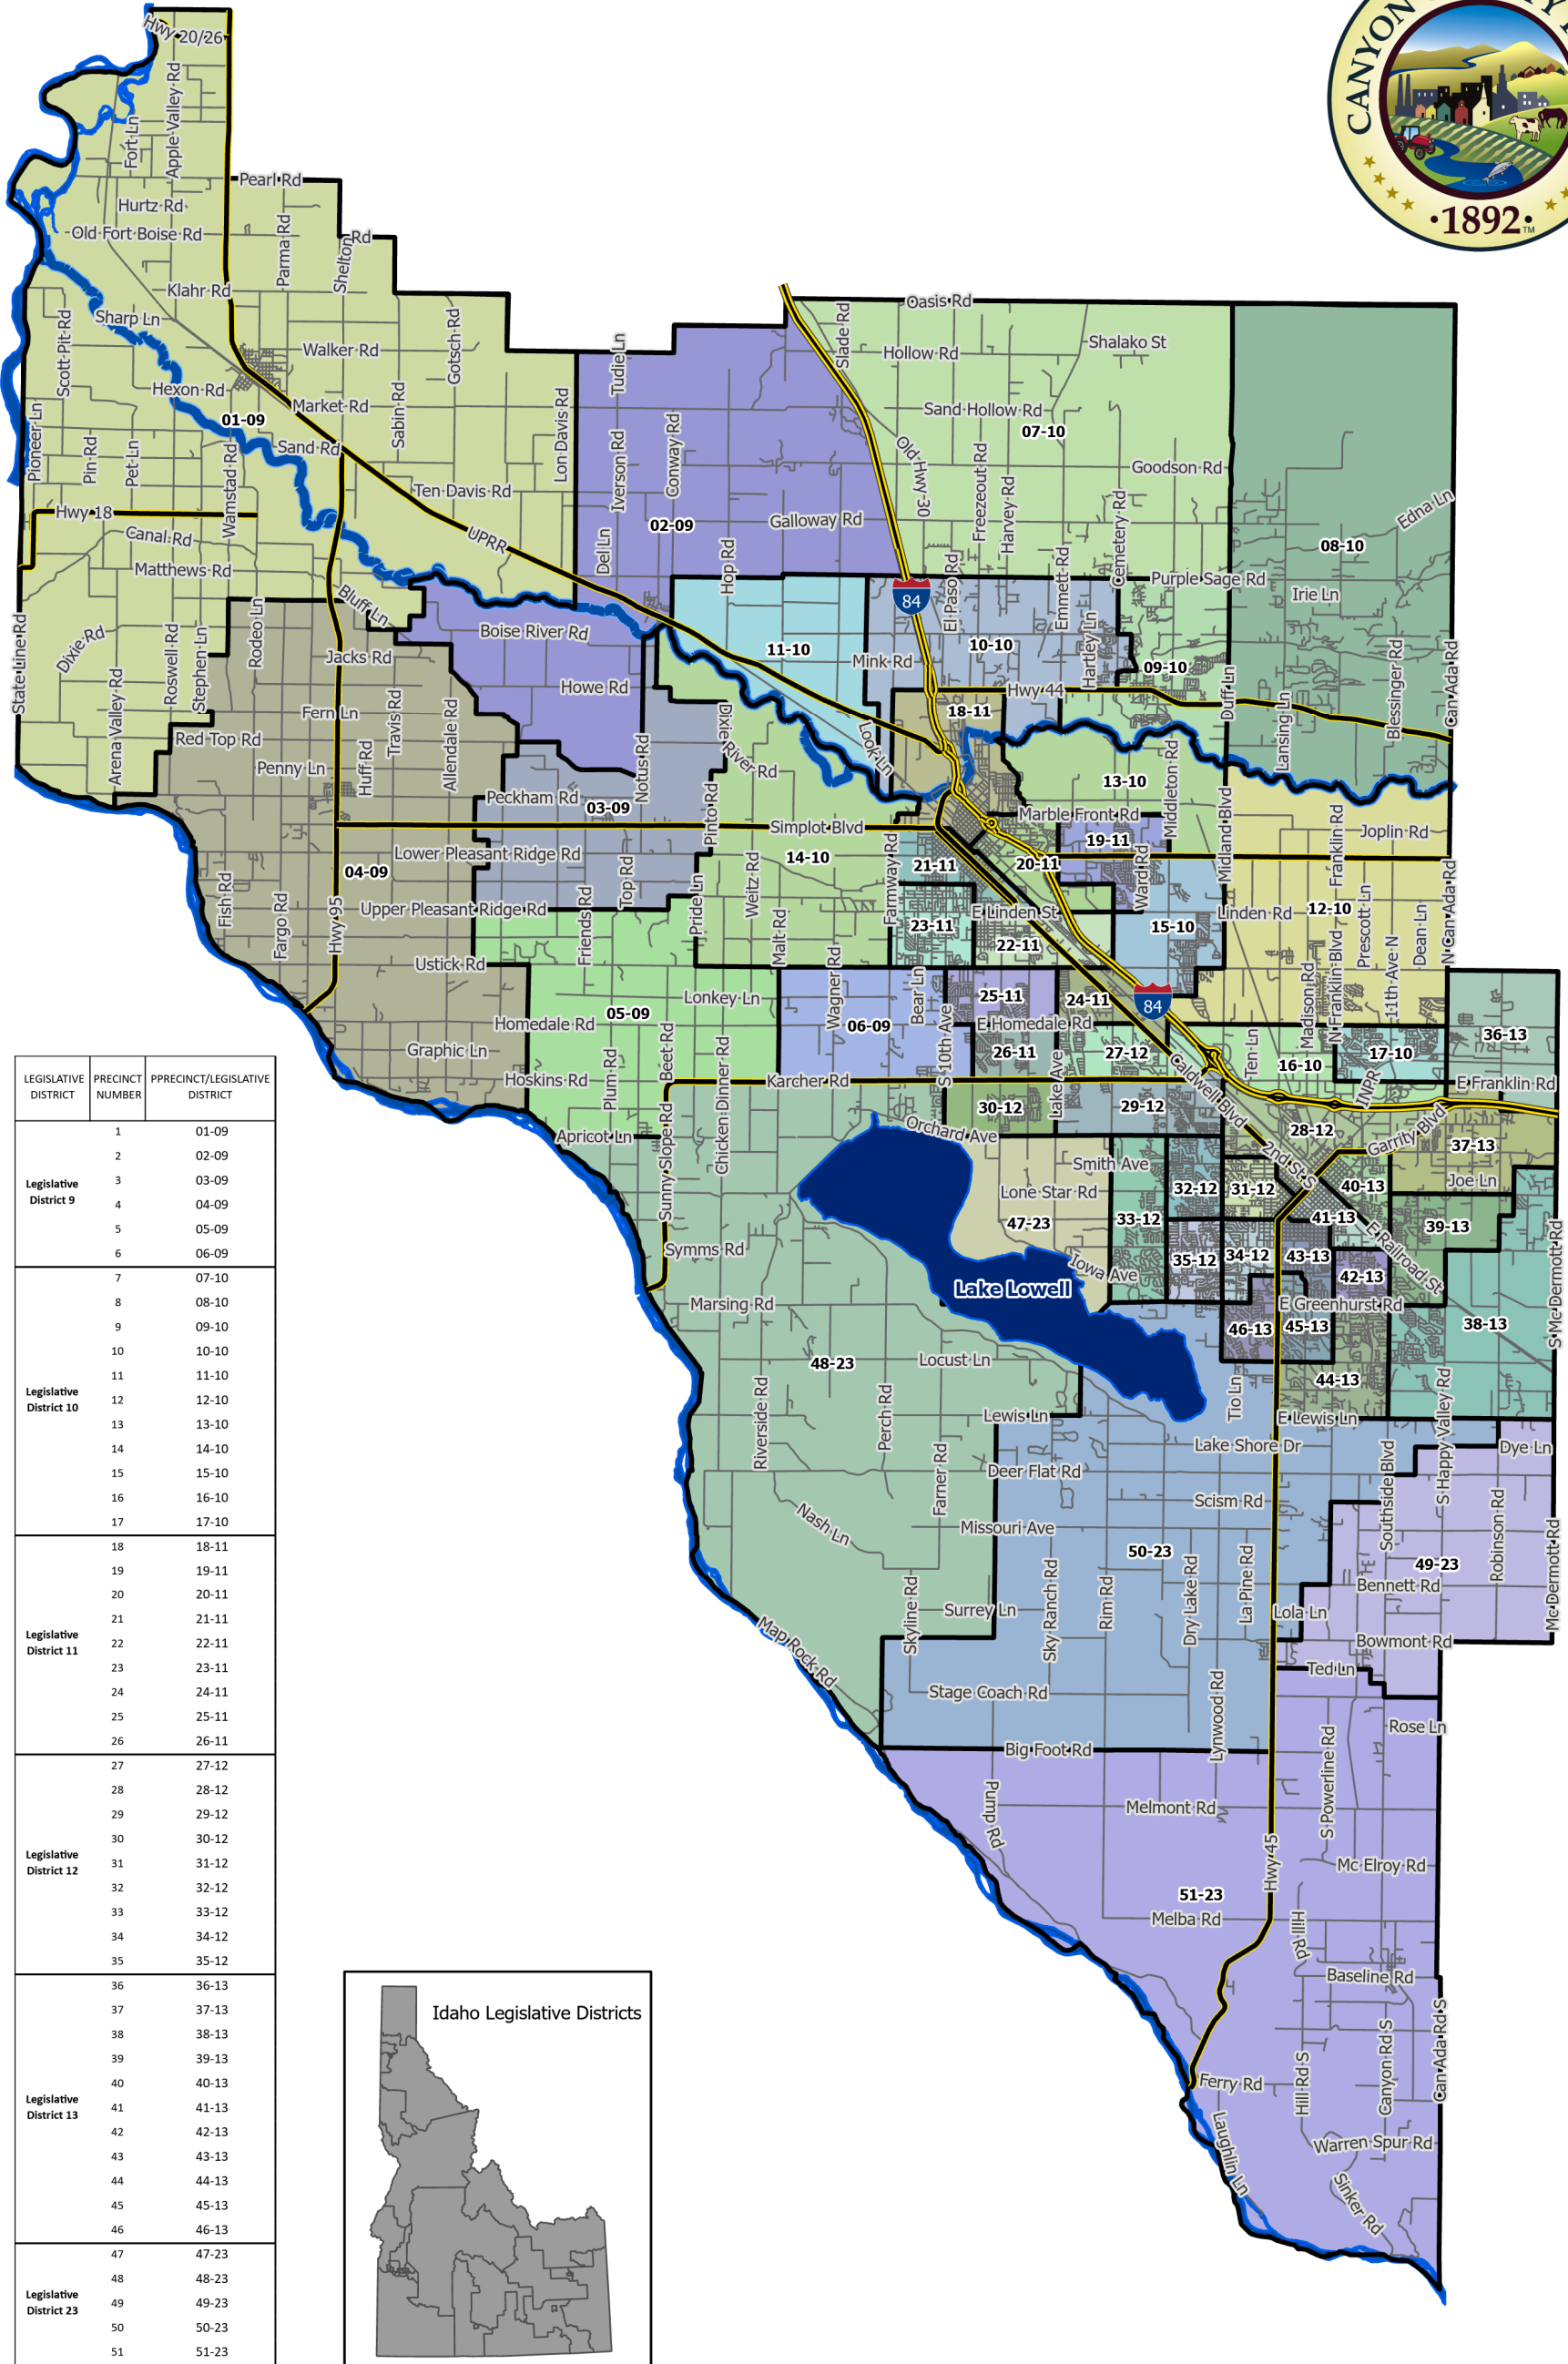 CANYON
·1892·
TM
Hwy 20/26
Fort Ln
Apple Valley Rd
Pearl Rd
Hurtz Rd
Old Fort Boise Rd
Parma Rd
Shelton Rd
Klahr Rd
Sharp Ln
Oasis Rd
Scott Pit Rd
Walker Rd
Gotsch Rd
Tudie Ln
Slade Rd
Hollow Rd
Shalako St
Hexon Rd
Market Rd
Sabin Rd
Lon Davis Rd
Sand Hollow Rd
01-09
07-10
Pioneer Ln
Pin Rd
Pet Ln
Wamstad Rd
Sand Rd
Iverson Rd
Conway Rd
Old Hwy 30
Freezeout Rd
Harvey Rd
Goodson Rd
Ten Davis Rd
Cemetery Rd
Edna Ln
Hwy 18
02-09
Galloway Rd
Canal Rd
UPRR
08-10
Matthews Rd
Del Ln
Hop Rd
El Paso Rd
Emmett Rd
Purple Sage Rd
84
Irie Ln
Bluff Ln
Rodeo Ln
Boise River Rd
State Line Rd
Dixie Rd
Roswell Rd
Stephen Ln
Jacks Rd
11-10
Mink Rd
10-10
Hartley Ln
09-10
Howe Rd
Hwy 44
Duff Ln
Lansing Ln
Blessinger Rd
Can Ada Rd
Arena Valley Rd
Fern Ln
Travis Rd
Allendale Rd
18-11
Red Top Rd
Dixie River Rd
Look Ln
Penny Ln
Huff Rd
Notus Rd
13-10
Middleton Rd
Peckham Rd
03-09
Pinto Rd
Marble Front Rd
Midland Blvd
Simplot Blvd
Joplin Rd
Franklin Rd
19-11
Lower Pleasant Ridge Rd
14-10
Farmway Rd
21-11
20-11
Ward Rd
04-09
Top Rd
Weitz Rd
Fish Rd
Fargo Rd
Hwy 95
Upper Pleasant Ridge Rd
Friends Rd
Pride Ln
Malt Rd
23-11
E Linden St
22-11
15-10
Linden Rd
12-10
Prescott Ln
Dean Ln
N Can Ada Rd
Ustick Rd
Wagner Rd
Bear Ln
Madison Rd
N Franklin Blvd
11th Ave N
Lonkey Ln
25-11
24-11
84
Homedale Rd
05-09
06-09
S 10th Ave
E Homedale Rd
36-13
Graphic Ln
Beet Rd
26-11
27-12
Ten Ln
16-10
17-10
Hoskins Rd
Plum Rd
Chicken Dinner Rd
Karcher Rd
Lake Ave
Caldwell Blvd
INPR
E Franklin Rd
30-12
29-12
28-12
Apricot Ln
Orchard Ave
Garrity Blvd
37-13
Sunny Slope Rd
Smith Ave
2nd St S
Joe Ln
Lone Star Rd
32-12
31-12
40-13
47-23
33-12
41-13
39-13
Symms Rd
Iowa Ave
35-12
34-12
43-13
E Railroad St
42-13
S Mc Dermott Rd
Lake Lowell
Marsing Rd
E Greenhurst Rd
46-13
45-13
38-13
48-23
Locust Ln
44-13
Riverside Rd
Perch Rd
Tio Ln
S Happy Valley Rd
Lewis Ln
E Lewis Ln
Farner Rd
Lake Shore Dr
Dye Ln
Deer Flat Rd
Southside Blvd
Scism Rd
Robinson Rd
Nash Ln
Missouri Ave
50-23
49-23
Mc Dermott Rd
Skyline Rd
Sky Ranch Rd
Rim Rd
Dry Lake Rd
La Pine Rd
Bennett Rd
Surrey Ln
Lola Ln
Map Rock Rd
Bowmont Rd
Ted Ln
Stage Coach Rd
Lynwood Rd
Rose Ln
Big Foot Rd
S Powerline Rd
Pump Rd
Melmont Rd
Hwy 45
Mc Elroy Rd
51-23
Melba Rd
Hill Rd
Baseline Rd
Ferry Rd
Hill Rd S
Canyon Rd S
Can Ada Rd S
Laughlin Ln
Warren Spur Rd
Sinker Rd
LEGISLATIVE DISTRICT PRECINCT NUMBER PPRECINCT/LEGISLATIVE DISTRICT
Legislative District 9
1 01-09
2 02-09
3 03-09
4 04-09
5 05-09
6 06-09
Legislative District 10
7 07-10
8 08-10
9 09-10
10 10-10
11 11-10
12 12-10
13 13-10
14 14-10
15 15-10
16 16-10
17 17-10
Legislative District 11
18 18-11
19 19-11
20 20-11
21 21-11
22 22-11
23 23-11
24 24-11
25 25-11
26 26-11
Legislative District 12
27 27-12
28 28-12
29 29-12
30 30-12
31 31-12
32 32-12
33 33-12
34 34-12
35 35-12
Legislative District 13
36 36-13
37 37-13
38 38-13
39 39-13
40 40-13
41 41-13
42 42-13
43 43-13
44 44-13
45 45-13
46 46-13
Legislative District 23
47 47-23
48 48-23
49 49-23
50 50-23
51 51-23
Idaho Legislative Districts